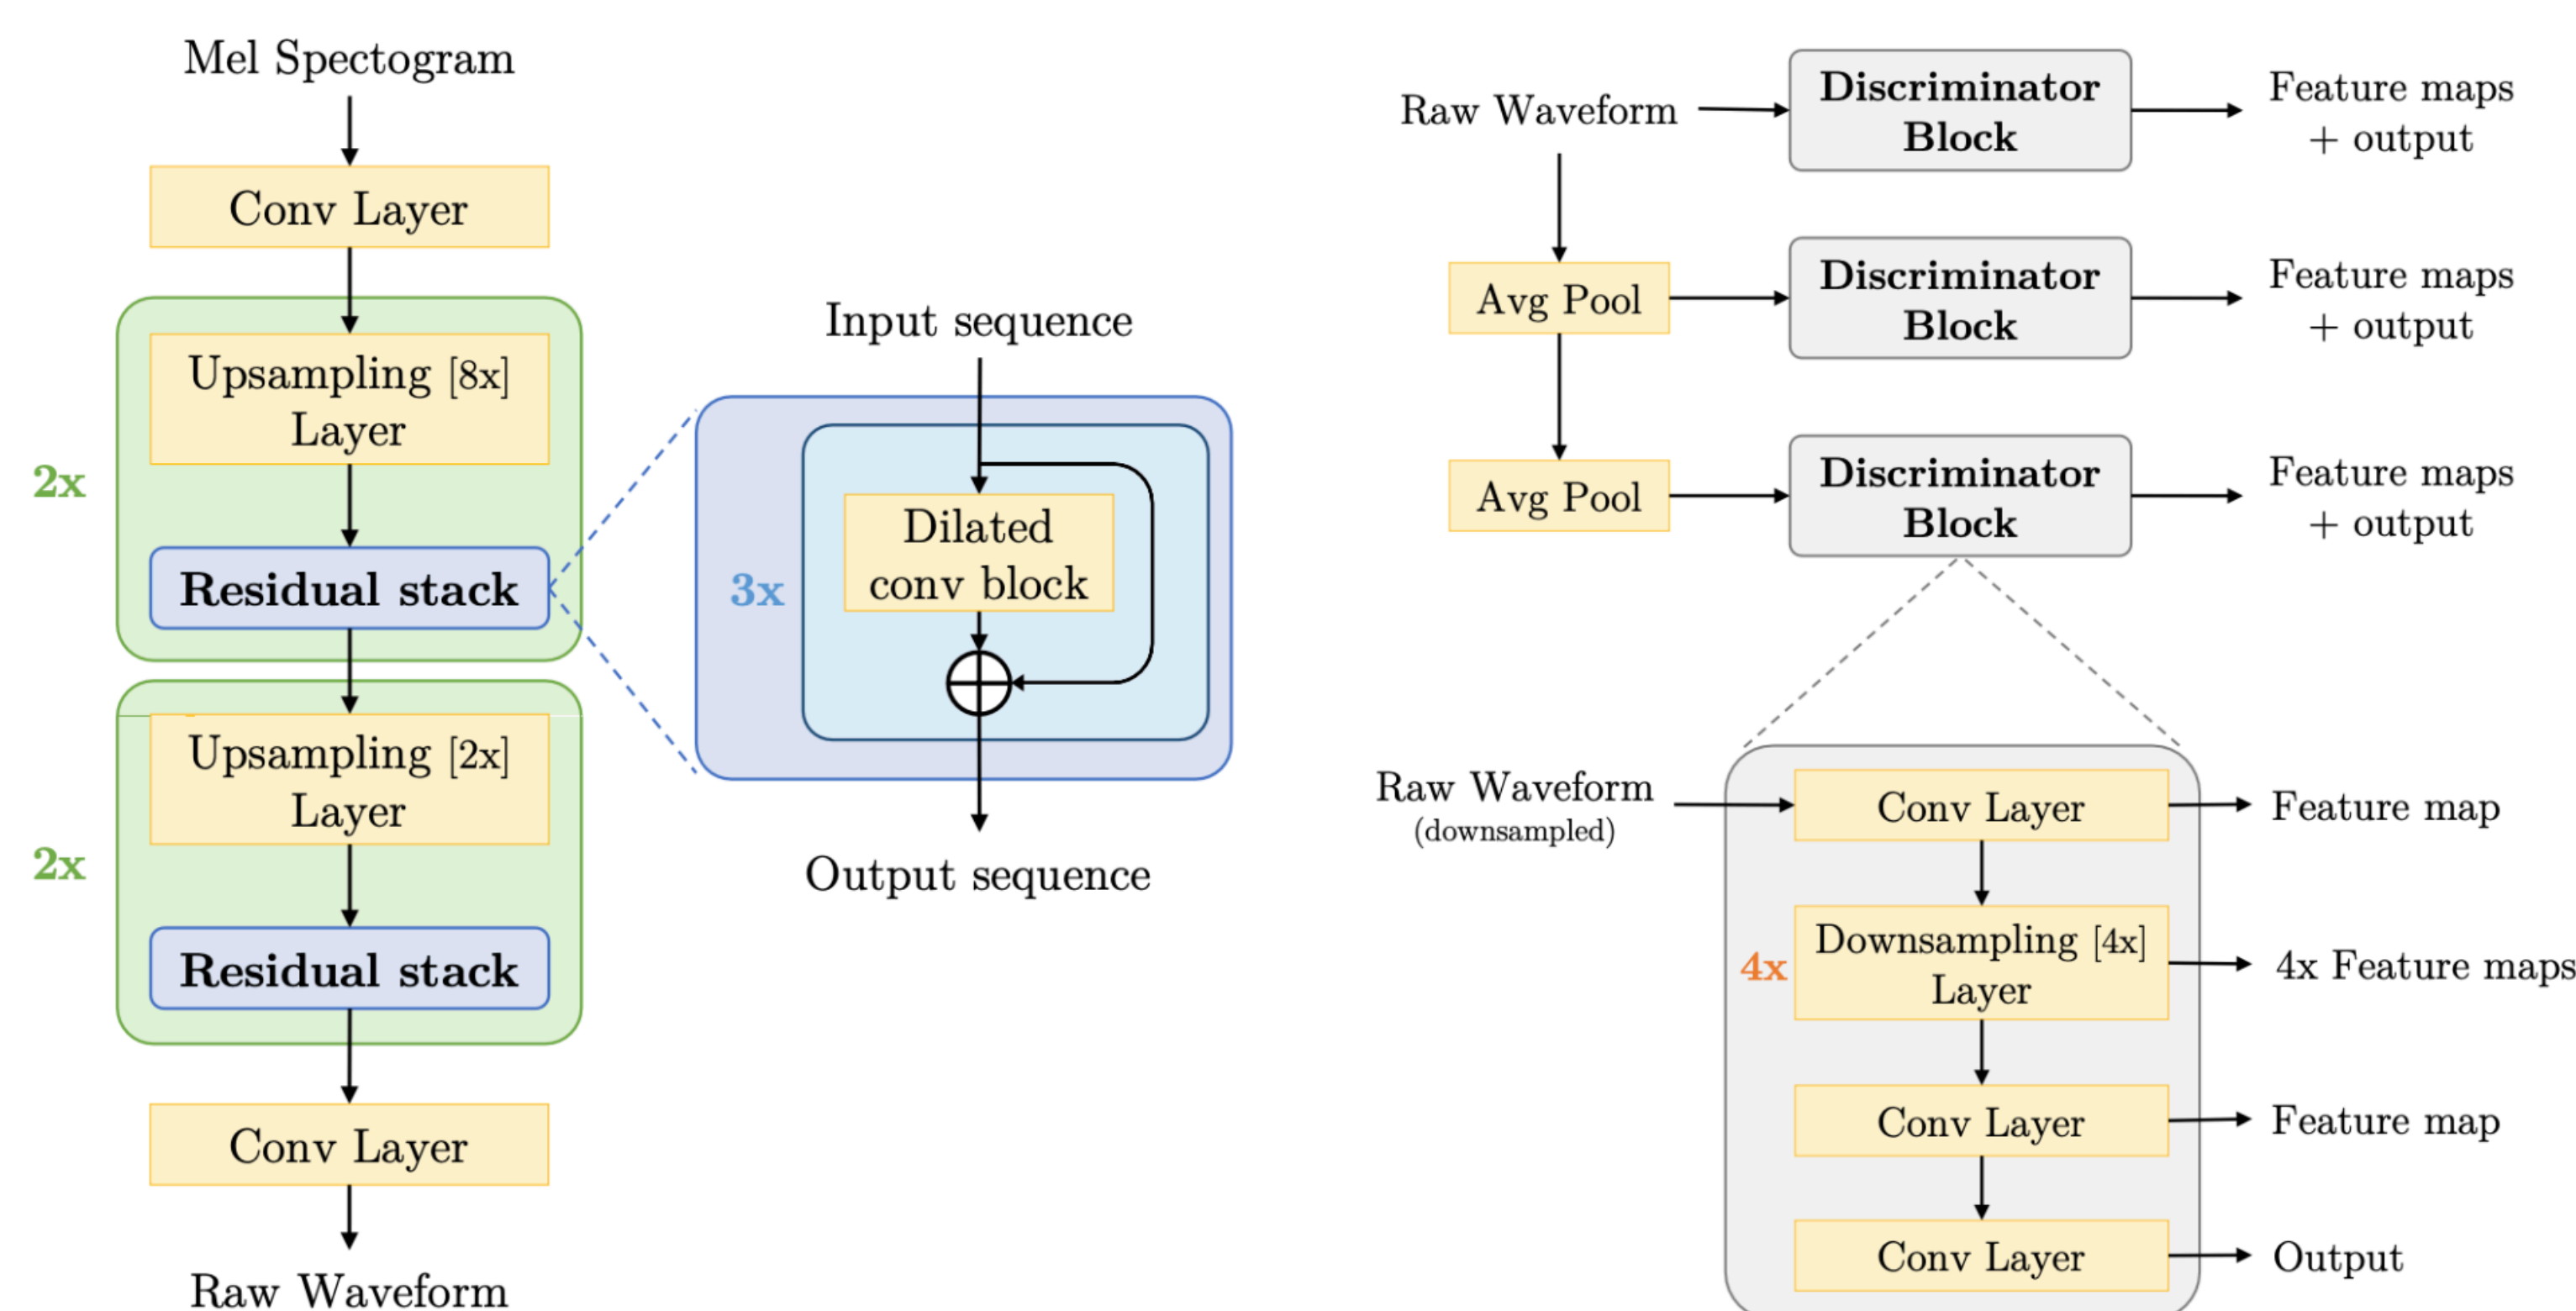 Mel Spectogram
Conv Layer
Upsampling [8x]
Layer
2x
Residual stack
Upsampling [2x]
Layer
2x
Residual stack
Conv Layer
Raw Waveform
Input sequence
3x
Dilated
conv block
Output sequence
Raw Waveform
Discriminator
Block
Feature maps
+ output
Avg Pool
Discriminator
Block
Feature maps
+ output
Avg Pool
Discriminator
Block
Feature maps
+ output
Raw Waveform
(downsampled)
Conv Layer
Feature map
4x
Downsampling [4x]
Layer
4x Feature maps
Conv Layer
Feature map
Conv Layer
Output